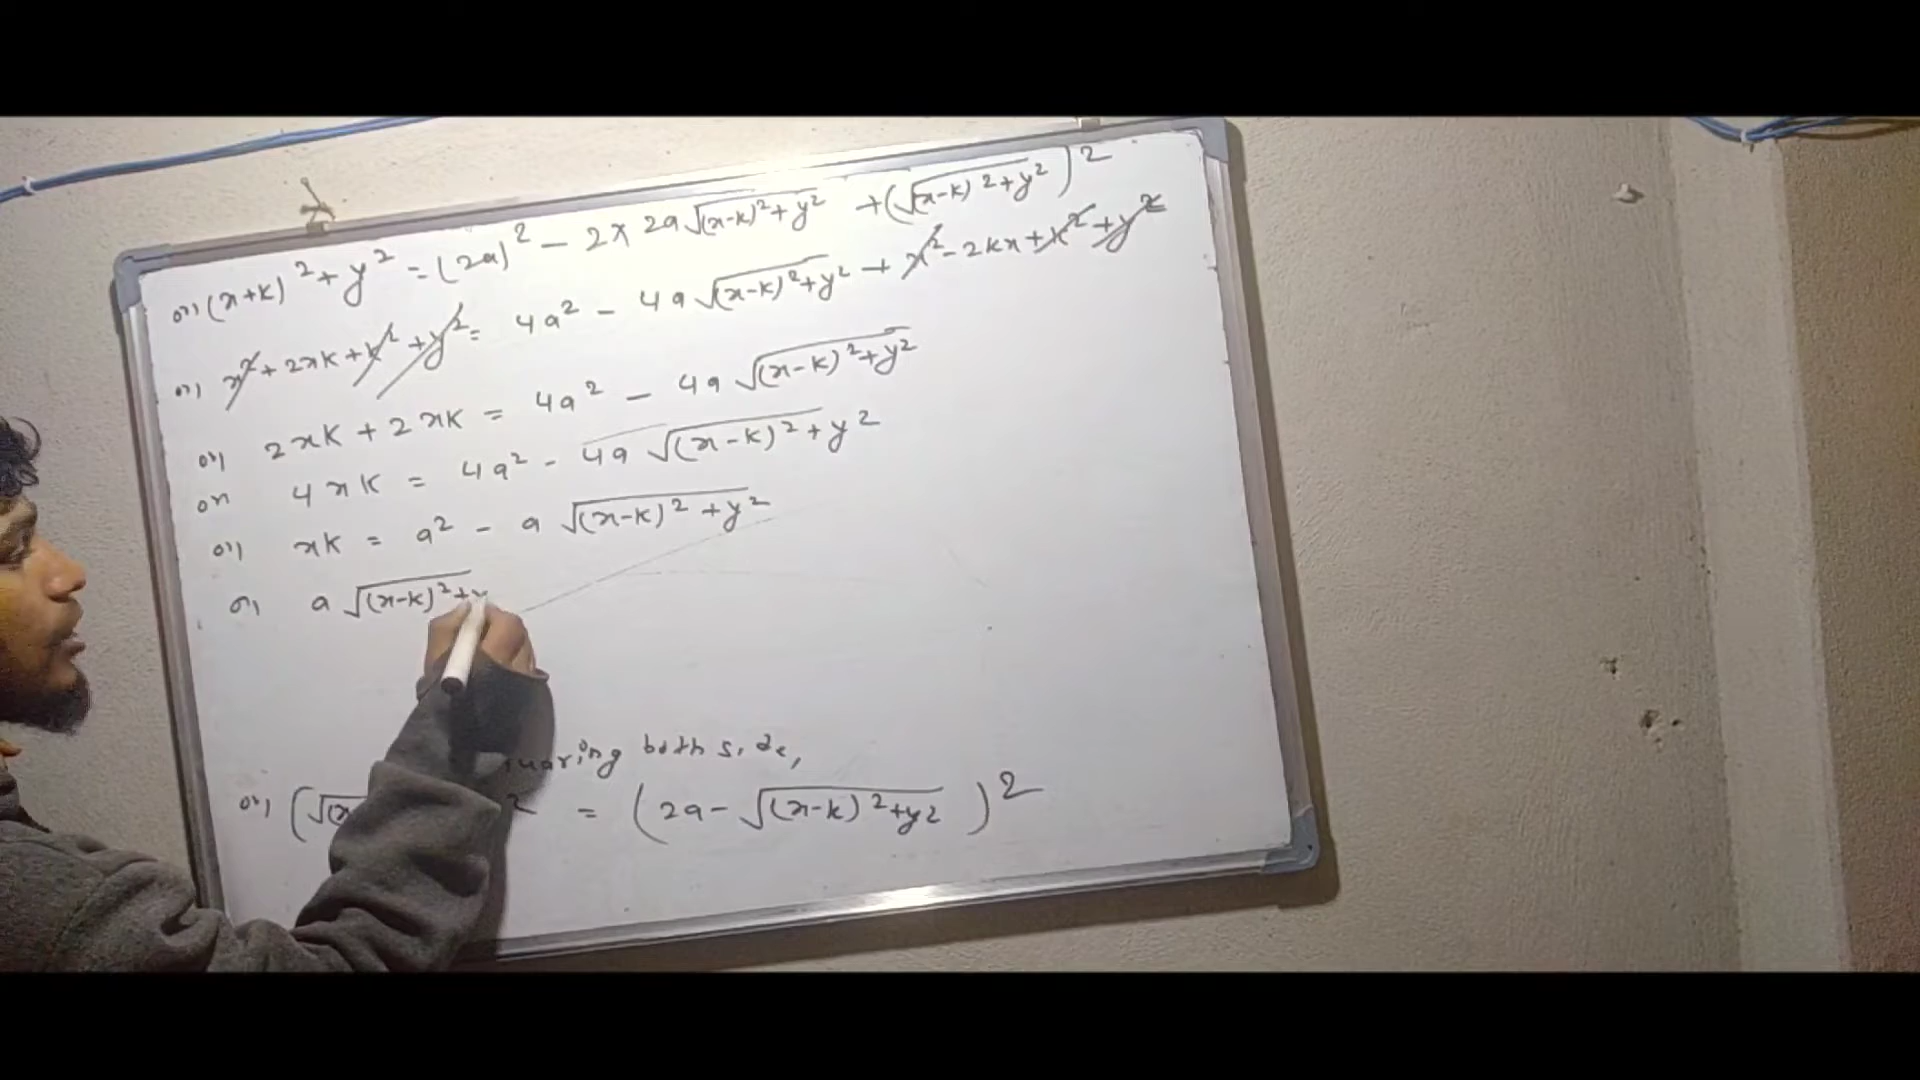 or, (x+k)² + y² = (2a)² - 2 x 2a √(x-k)² + y² + (√(x-k)² + y²)²
or, x² + 2xk + k² + y² = 4a² - 4a √(x-k)² + y² + x² - 2kx + k² + y²
or, 2xk + 2xk = 4a² - 4a √(x-k)² + y²
or 4xk = 4a² - 4a √(x-k)² + y²
or, xk = a² - a √(x-k)² + y²
or, a √(x-k)² + y
both side,
or, (√(x 2 = (2a - √(x-k)² + y²)²